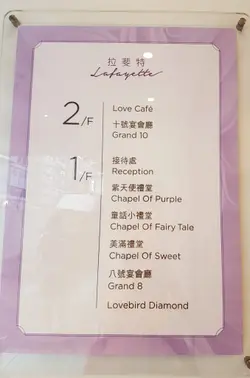 拉斐特
Lafayette
2/F
Love Café
十號宴會廳
Grand 10
1/F
接待處
Reception
紫天使禮堂
Chapel Of Purple
童話小禮堂
Chapel Of Fairy Tale
美滿禮堂
Chapel Of Sweet
八號宴會廳
Grand 8
Lovebird Diamond